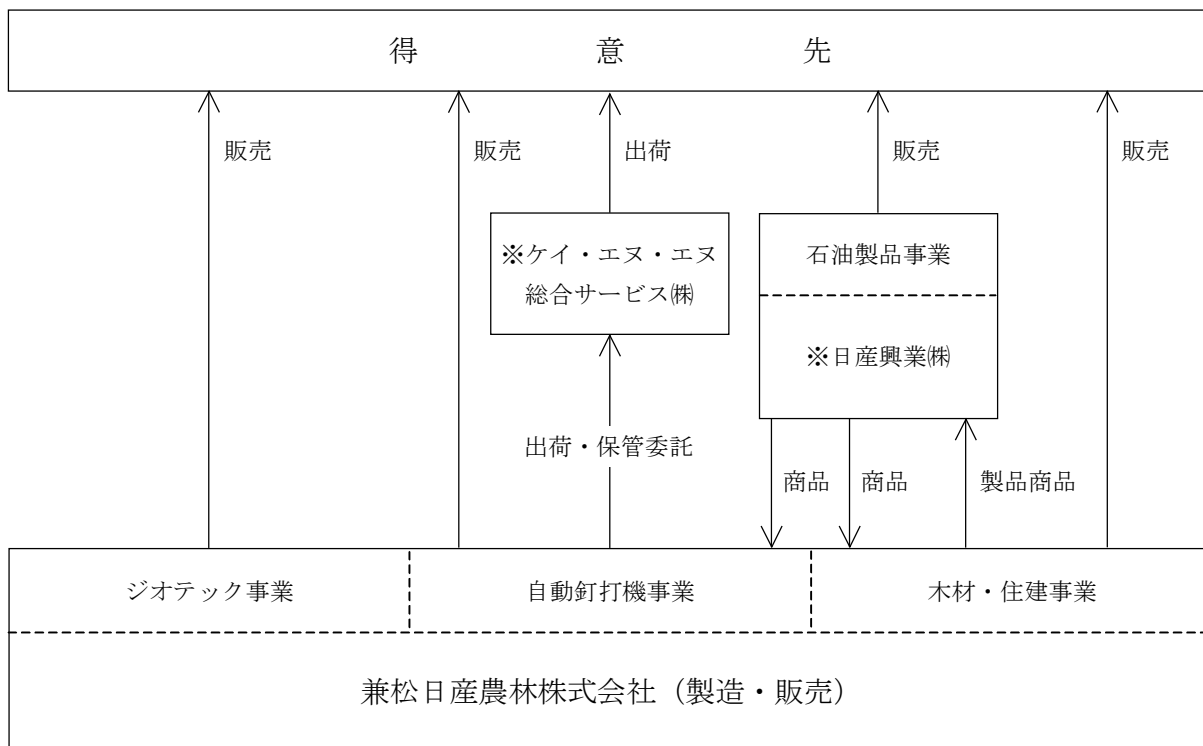 得意先
販売
販売
出荷
販売
販売
※ケイ・エヌ・エヌ
総合サービス㈱
石油製品事業
※日産興業㈱
出荷・保管委託
商品
商品
製品商品
ジオテック事業
自動釘打機事業
木材・住建事業
兼松日産農林株式会社（製造・販売）